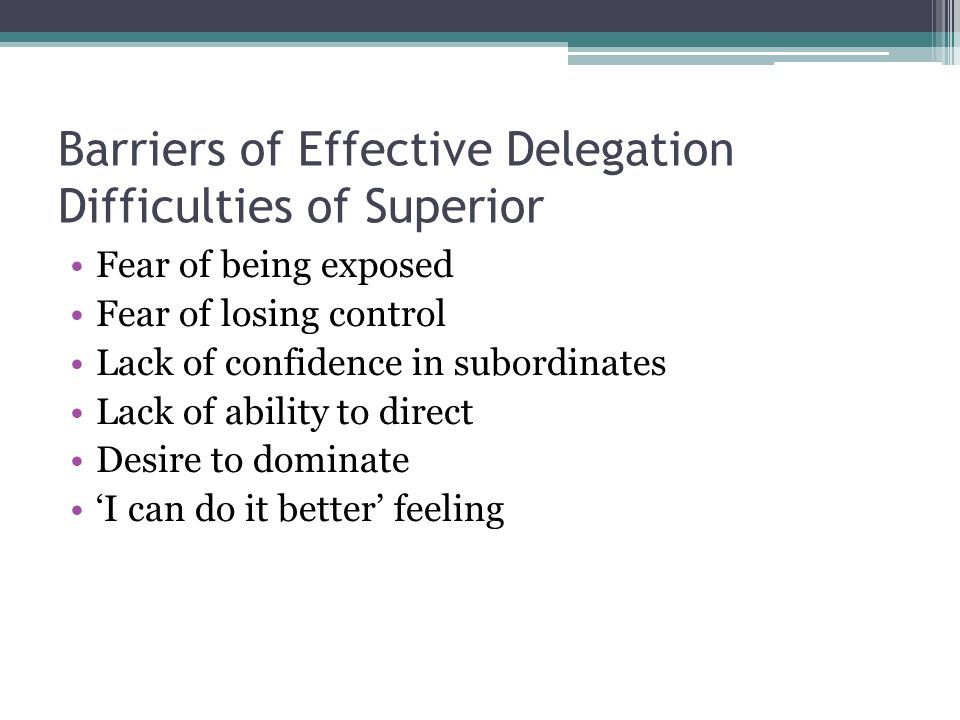 Barriers of Effective Delegation
Difficulties of Superior
• Fear of being exposed
• Fear of losing control
• Lack of confidence in subordinates
• Lack of ability to direct
• Desire to dominate
• ‘I can do it better’ feeling